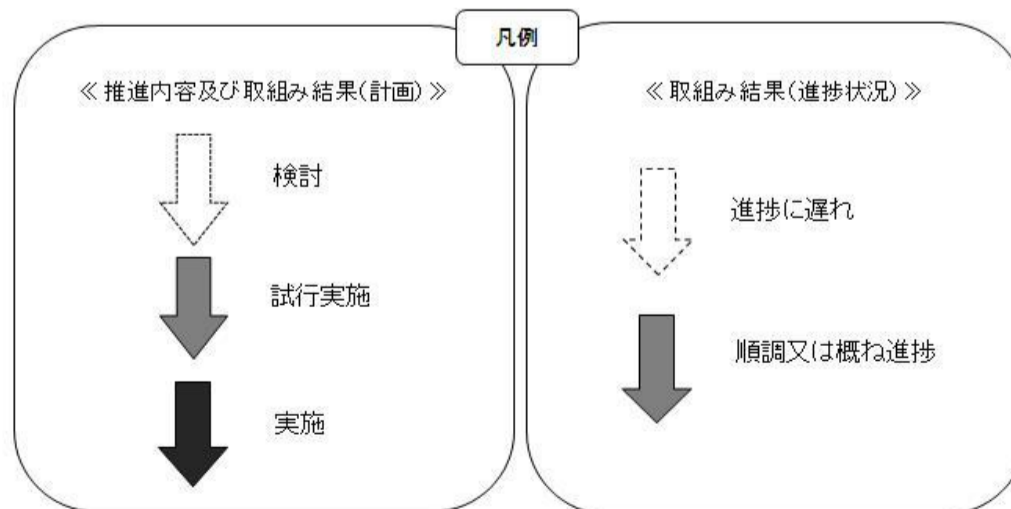 凡例
≪推進内容及び取組み結果(計画)≫
検討
試行実施
実施
≪取組み結果(進捗状況)≫
進捗に遅れ
順調又は概ね進捗